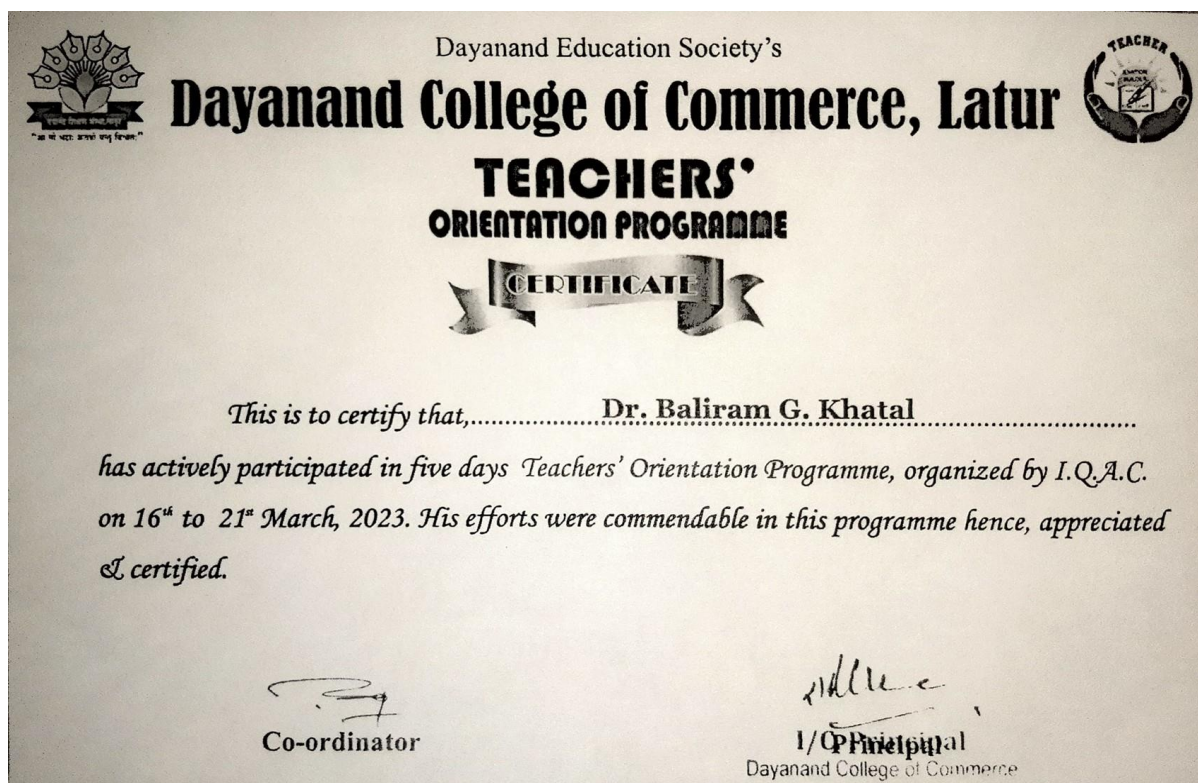 Dayanand Education Society's
Dayanand College of Commerce, Latur
TEACHER
TEACHERS'
ORIENTATION PROGRAMME
CERTIFICATE
This is to certify that,..................Dr. Baliram G. Khatal..................................
has actively participated in five days Teachers' Orientation Programme, organized by I.Q.A.C.
on 16th to 21st March, 2023. His efforts were commendable in this programme hence, appreciated
& certified.
Co-ordinator
I/C Principal
Dayanand College of Commerce